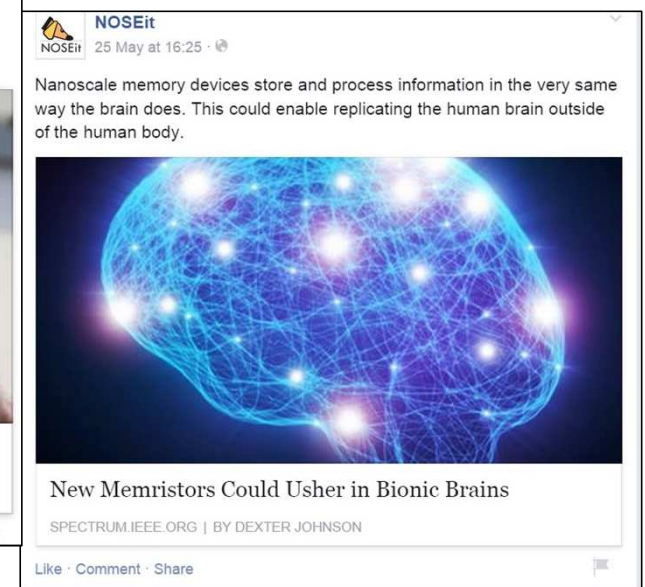 NOSEit
NOSEit
25 May at 16:25 ·
Nanoscale memory devices store and process information in the very same
way the brain does. This could enable replicating the human brain outside
of the human body.
New Memristors Could Usher in Bionic Brains
SPECTRUM.IEEE.ORG | BY DEXTER JOHNSON
Like · Comment · Share